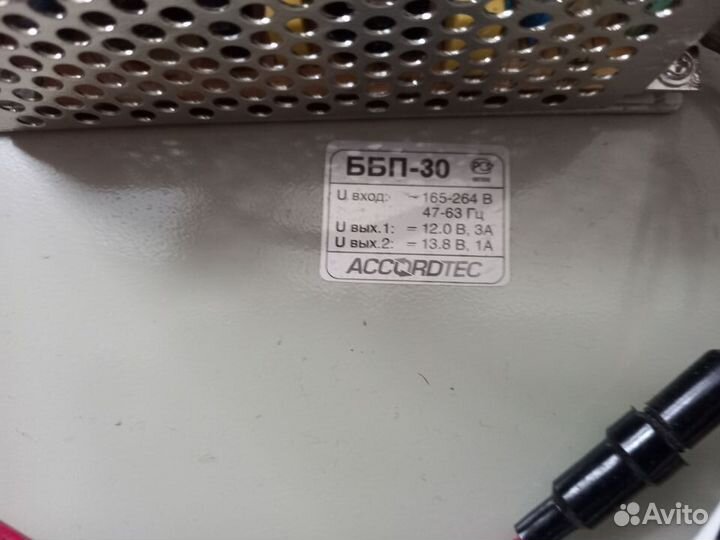 ББП-30
U вход: ~ 165-264 В
47-63 Гц
U вых.1: = 12.0 В, 3А
U вых.2: = 13.8 В, 1А
ACCORDTEC
Avito